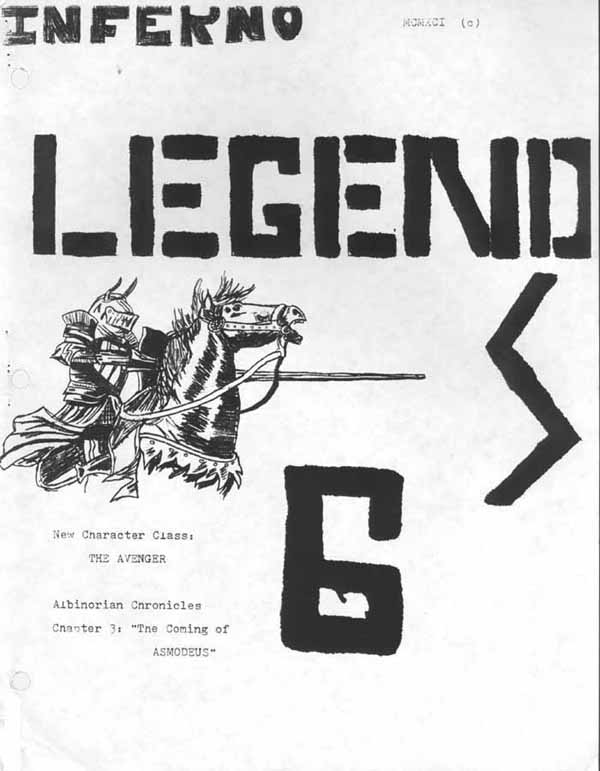 INFERNO
MCMXCI (c)
LEGEND
S
6
New Character Class:
THE AVENGER
Albinorian Chronicles
Chapter 3: "The Coming of
ASMODEUS"